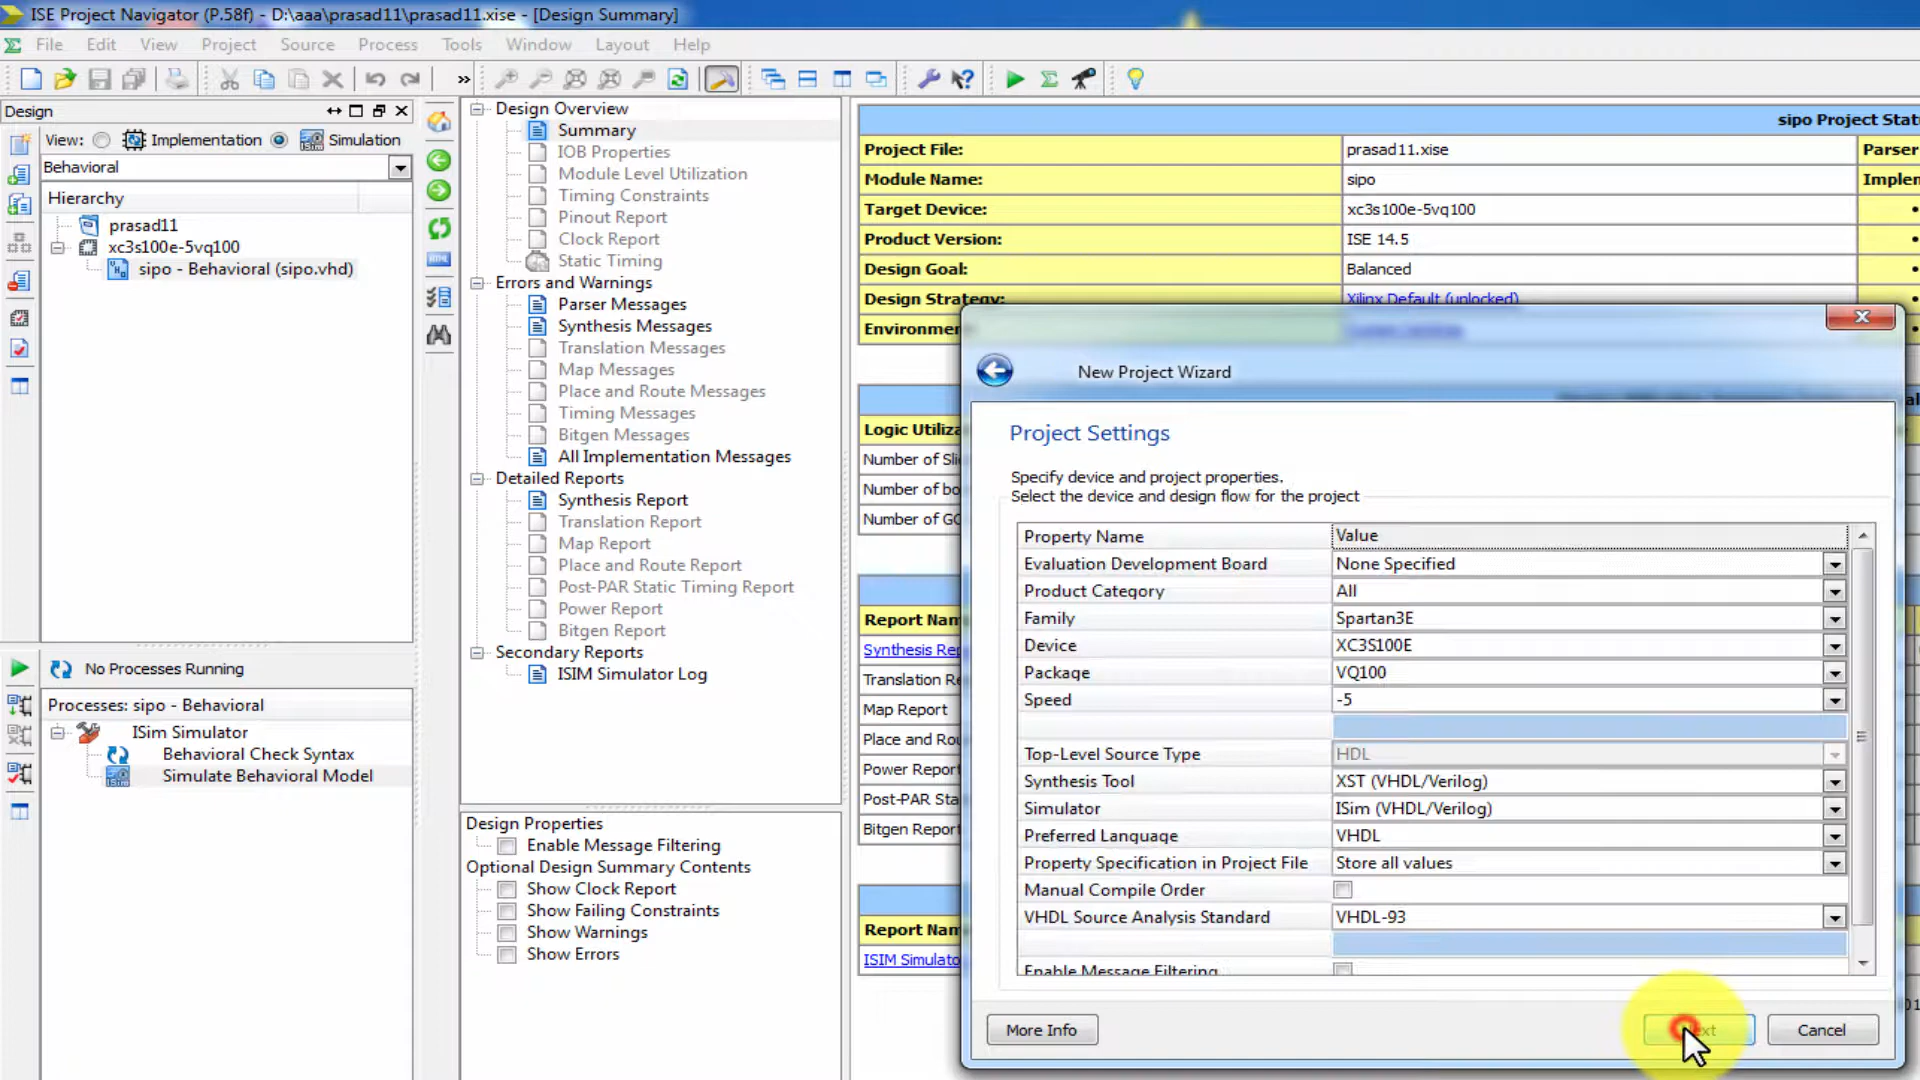 ISE Project Navigator (P.58f) - D:\aaa\prasad11\prasad11.xise - [Design Summary]
File Edit View Project Source Process Tools Window Layout Help
Design
View: Implementation Simulation
Behavioral
Hierarchy
prasad11
xc3s100e-5vq100
sipo - Behavioral (sipo.vhd)
No Processes Running
Processes: sipo - Behavioral
ISim Simulator
Behavioral Check Syntax
Simulate Behavioral Model
Design Overview
Summary
IOB Properties
Module Level Utilization
Timing Constraints
Pinout Report
Clock Report
Static Timing
Errors and Warnings
Parser Messages
Synthesis Messages
Translation Messages
Map Messages
Place and Route Messages
Timing Messages
Bitgen Messages
All Implementation Messages
Detailed Reports
Synthesis Report
Translation Report
Map Report
Place and Route Report
Post-PAR Static Timing Report
Power Report
Bitgen Report
Secondary Reports
ISIM Simulator Log
Design Properties
Enable Message Filtering
Optional Design Summary Contents
Show Clock Report
Show Failing Constraints
Show Warnings
Show Errors
sipo Project Stat
Project File: prasad11.xise Parser
Module Name: sipo Implem
Target Device: xc3s100e-5vq100
Product Version: ISE 14.5
Design Goal: Balanced
Design Strategy: Xilinx Default (unlocked)
Environme
Logic Utiliza
Number of Sli
Number of bo
Number of GC
Report Nam
Synthesis Rep
Translation Re
Map Report
Place and Rou
Power Report
Post-PAR Sta
Bitgen Report
Report Nam
ISIM Simulato
New Project Wizard
Project Settings
Specify device and project properties.
Select the device and design flow for the project
Property Name Value
Evaluation Development Board None Specified
Product Category All
Family Spartan3E
Device XC3S100E
Package VQ100
Speed -5
Top-Level Source Type HDL
Synthesis Tool XST (VHDL/Verilog)
Simulator ISim (VHDL/Verilog)
Preferred Language VHDL
Property Specification in Project File Store all values
Manual Compile Order
VHDL Source Analysis Standard VHDL-93
Enable Message Filtering
More Info Cancel